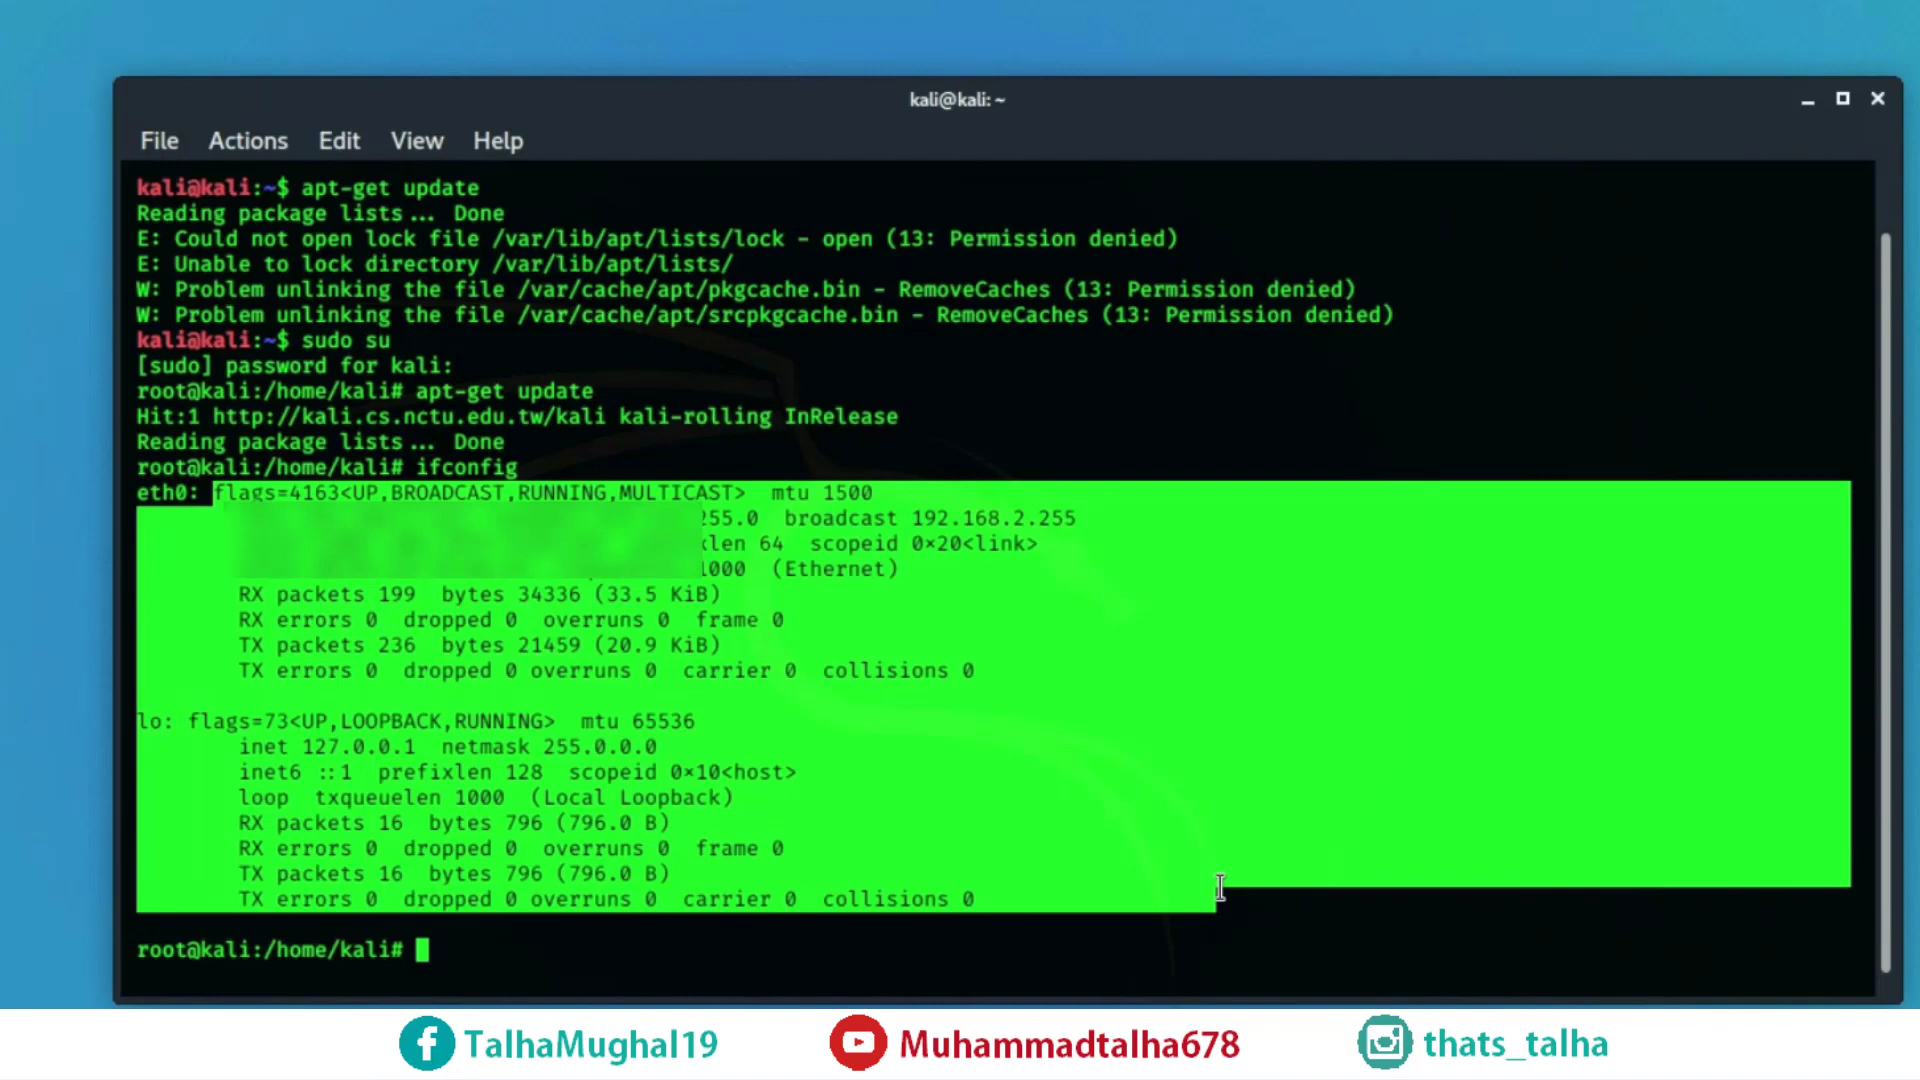 kali@kali: ~
File Actions Edit View Help
kali@kali:~$ apt-get update
Reading package lists... Done
E: Could not open lock file /var/lib/apt/lists/lock - open (13: Permission denied)
E: Unable to lock directory /var/lib/apt/lists/
W: Problem unlinking the file /var/cache/apt/pkgcache.bin - RemoveCaches (13: Permission denied)
W: Problem unlinking the file /var/cache/apt/srcpkgcache.bin - RemoveCaches (13: Permission denied)
kali@kali:~$ sudo su
[sudo] password for kali:
root@kali:/home/kali# apt-get update
Hit:1 http://kali.cs.nctu.edu.tw/kali kali-rolling InRelease
Reading package lists... Done
root@kali:/home/kali# ifconfig
eth0: flags=4163<UP,BROADCAST,RUNNING,MULTICAST>  mtu 1500
255.0  broadcast 192.168.2.255
xlen 64  scopeid 0×20<link>
1000  (Ethernet)
RX packets 199  bytes 34336 (33.5 KiB)
RX errors 0  dropped 0  overruns 0  frame 0
TX packets 236  bytes 21459 (20.9 KiB)
TX errors 0  dropped 0 overruns 0  carrier 0  collisions 0
lo: flags=73<UP,LOOPBACK,RUNNING>  mtu 65536
inet 127.0.0.1  netmask 255.0.0.0
inet6 ::1  prefixlen 128  scopeid 0×10<host>
loop  txqueuelen 1000  (Local Loopback)
RX packets 16  bytes 796 (796.0 B)
RX errors 0  dropped 0  overruns 0  frame 0
TX packets 16  bytes 796 (796.0 B)
TX errors 0  dropped 0 overruns 0  carrier 0  collisions 0
root@kali:/home/kali#
TalhaMughal19 Muhammadtalha678 thats_talha